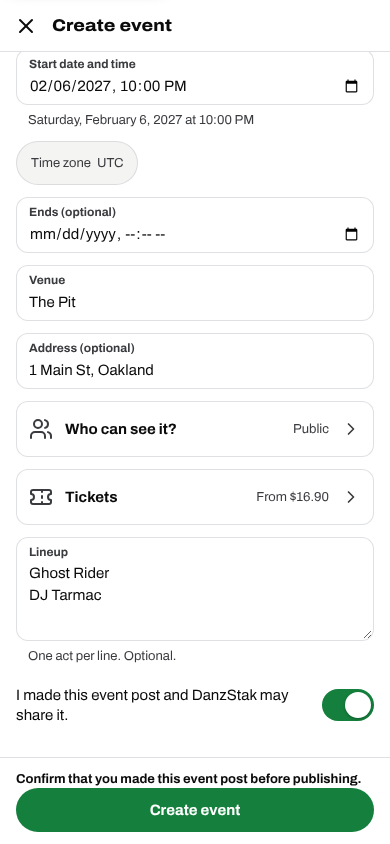 Create event
Start date and time
02/06/2027, 10:00 PM
Saturday, February 6, 2027 at 10:00 PM
Time zone UTC
Ends (optional)
mm/dd/yyyy, --:-- --
Venue
The Pit
Address (optional)
1 Main St, Oakland
Who can see it? Public
Tickets From $16.90
Lineup
Ghost Rider
DJ Tarmac
One act per line. Optional.
I made this event post and DanzStak may
share it.
Confirm that you made this event post before publishing.
Create event